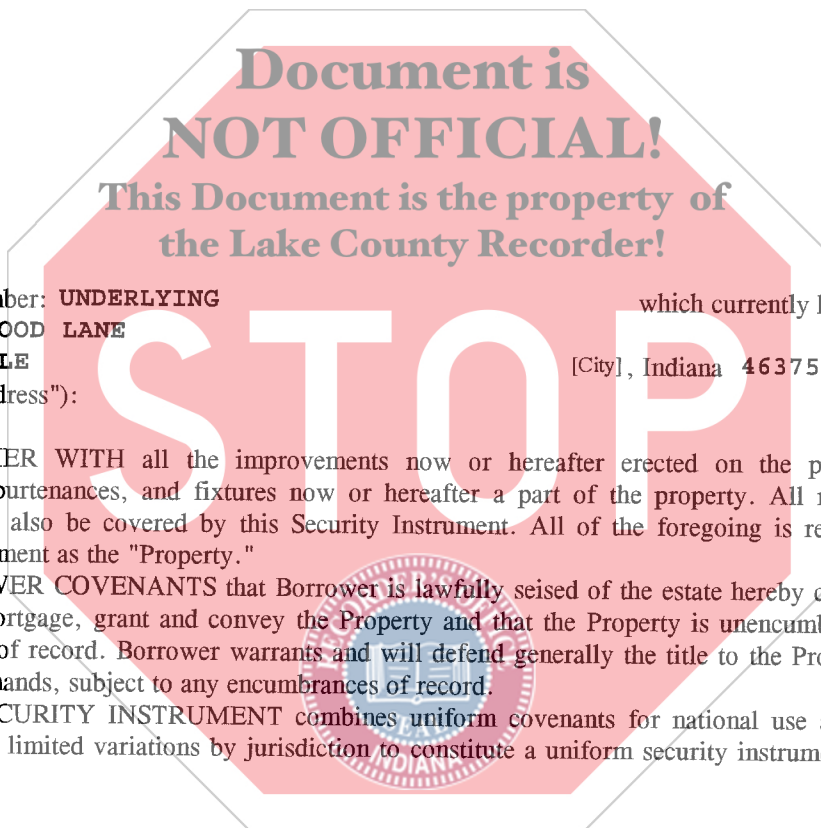 Document is
NOT OFFICIAL!
This Document is the property of
the Lake County Recorder!
STOP
ber: UNDERLYING which currently
OOD LANE
LE [City], Indiana 46375
dress"):
ER WITH all the improvements now or hereafter erected on the p
purtenances, and fixtures now or hereafter a part of the property. All
also be covered by this Security Instrument. All of the foregoing is re
ment as the "Property."
VER COVENANTS that Borrower is lawfully seised of the estate hereby
ortgage, grant and convey the Property and that the Property is unencumb
of record. Borrower warrants and will defend generally the title to the Pro
ands, subject to any encumbrances of record.
CURITY INSTRUMENT combines uniform covenants for national use
limited variations by jurisdiction to constitute a uniform security instrum
SEAL
INDIANA